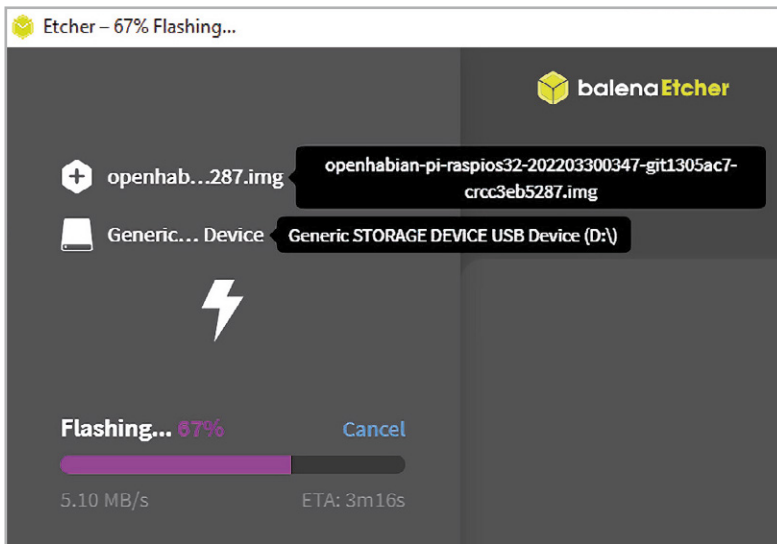 Etcher – 67% Flashing...
balenaEtcher
openhab...287.img
openhabian-pi-raspios32-202203300347-git1305ac7-
crcc3eb5287.img
Generic... Device
Generic STORAGE DEVICE USB Device (D:\)
Flashing... 67%
Cancel
5.10 MB/s
ETA: 3m16s